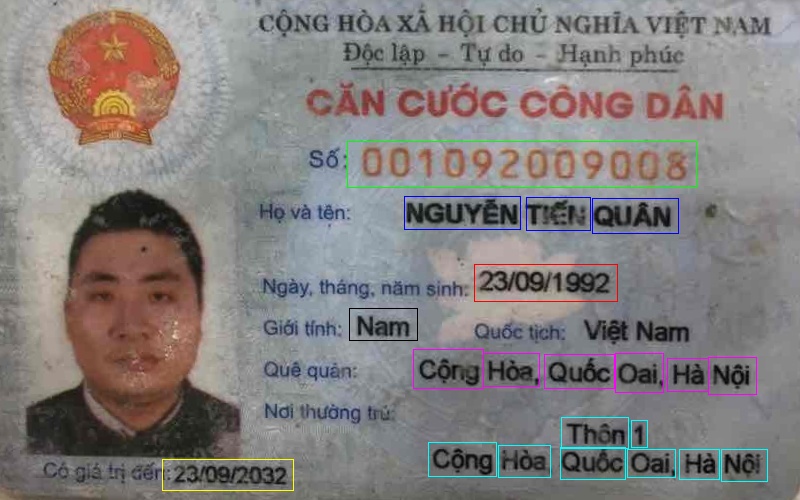 CỘNG HÒA XÃ HỘI CHỦ NGHĨA VIỆT NAM
Độc lập - Tự do - Hạnh phúc
CĂN CƯỚC CÔNG DÂN
Số: 001092009008
Họ và tên: NGUYỄN TIẾN QUÂN
Ngày, tháng, năm sinh: 23/09/1992
Giới tính: Nam Quốc tịch: Việt Nam
Quê quán: Cộng Hòa, Quốc Oai, Hà Nội
Nơi thường trú: Thôn 1
Cộng Hòa, Quốc Oai, Hà Nội
Có giá trị đến: 23/09/2032